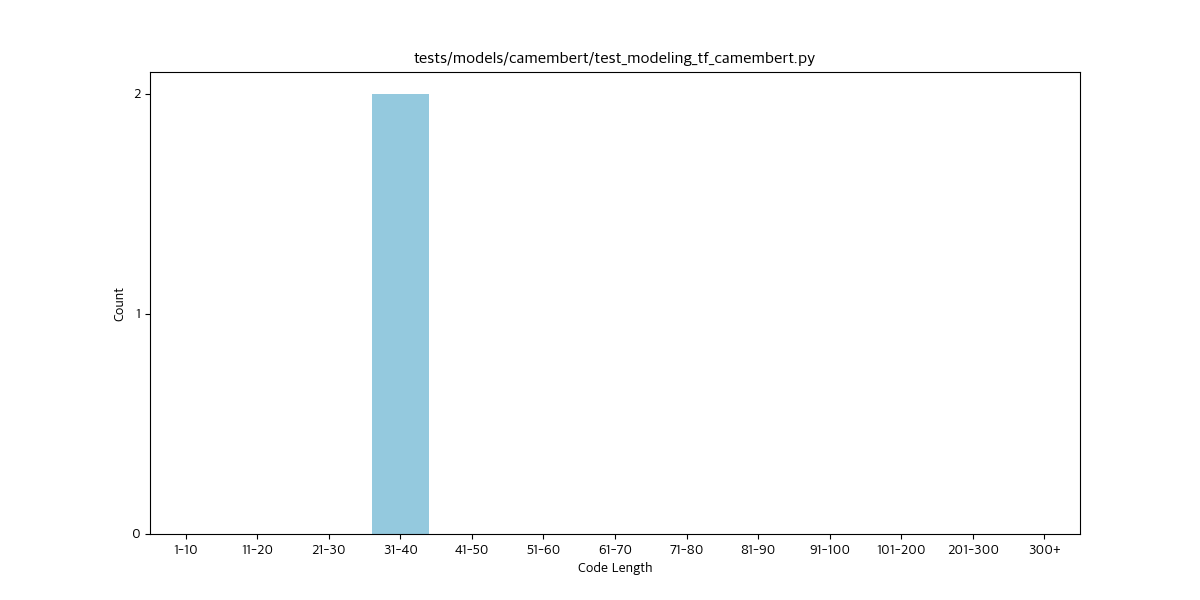 tests/models/camembert/test_modeling_tf_camembert.py
2
1
0
Count
1-10 11-20 21-30 31-40 41-50 51-60 61-70 71-80 81-90 91-100 101-200 201-300 300+
Code Length